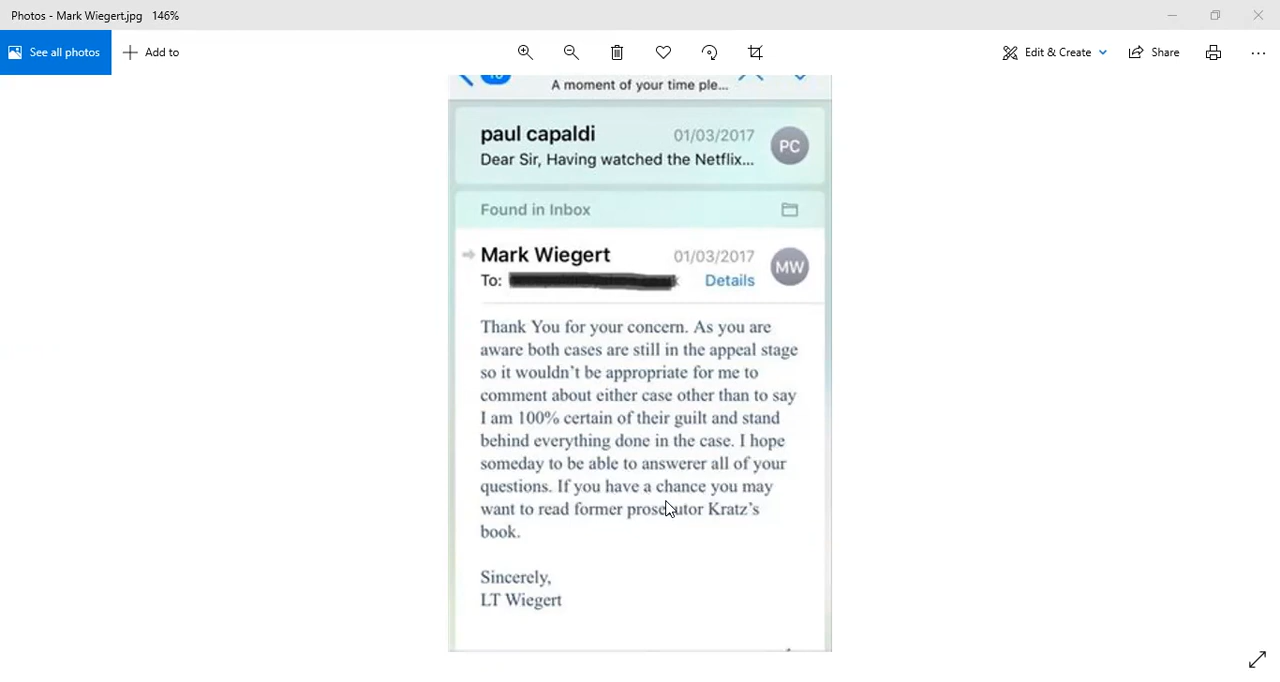 Photos - Mark Wiegert.jpg 146%
See all photos
Add to
Edit & Create
Share
A moment of your time ple...
paul capaldi
01/03/2017
PC
Dear Sir, Having watched the Netflix...
Found in Inbox
Mark Wiegert
01/03/2017
MW
To:
Details
Thank You for your concern. As you are
aware both cases are still in the appeal stage
so it wouldn't be appropriate for me to
comment about either case other than to say
I am 100% certain of their guilt and stand
behind everything done in the case. I hope
someday to be able to answerer all of your
questions. If you have a chance you may
want to read former prosecutor Kratz's
book.
Sincerely,
LT Wiegert